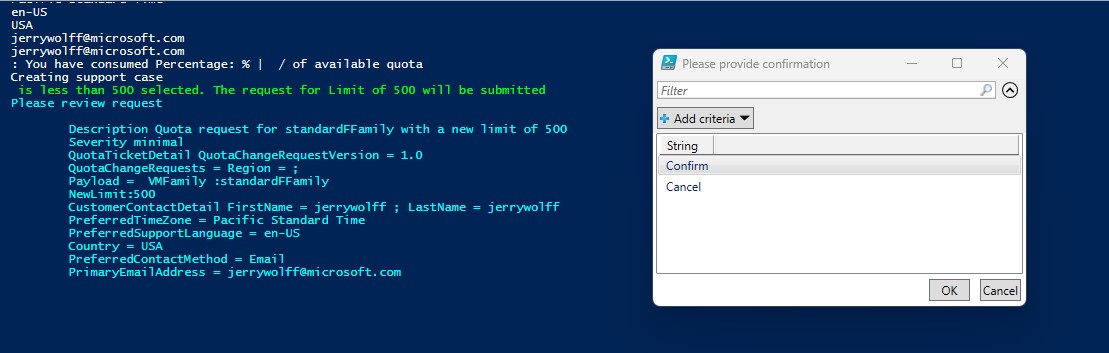 en-US
USA
jerrywolff@microsoft.com
jerrywolff@microsoft.com
: You have consumed Percentage: % |  / of available quota
Creating support case
 is less than 500 selected. The request for Limit of 500 will be submitted
Please review request
Description Quota request for standardFFamily with a new limit of 500
Severity minimal
QuotaTicketDetail QuotaChangeRequestVersion = 1.0
QuotaChangeRequests = Region = ;
Payload =  VMFamily :standardFFamily
NewLimit:500
CustomerContactDetail FirstName = jerrywolff ; LastName = jerrywolff
PreferredTimeZone = Pacific Standard Time
PreferredSupportLanguage = en-US
Country = USA
PreferredContactMethod = Email
PrimaryEmailAddress = jerrywolff@microsoft.com
Please provide confirmation
Filter
Add criteria
String
Confirm
Cancel
OK
Cancel